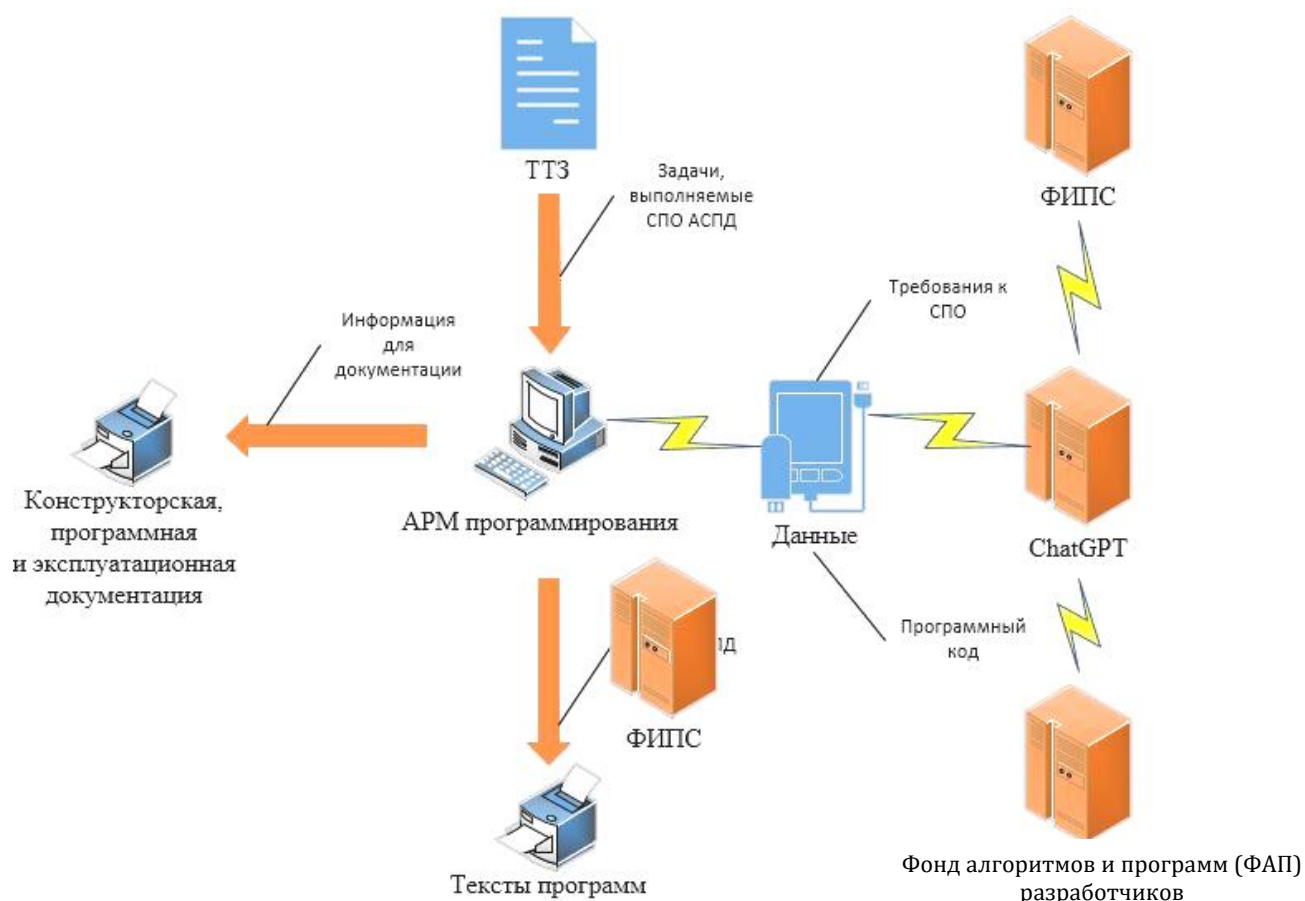 ТТЗ
Задачи,
выполняемые
СПО АСПД
ФИПС
Требования к
СПО
Информация
для
документации
Конструкторская,
программная
и эксплуатационная
документация
АРМ программирования
Данные
ChatGPT
Программный
код
ФИПС
Тексты программ
Фонд алгоритмов и программ (ФАП)
разработчиков